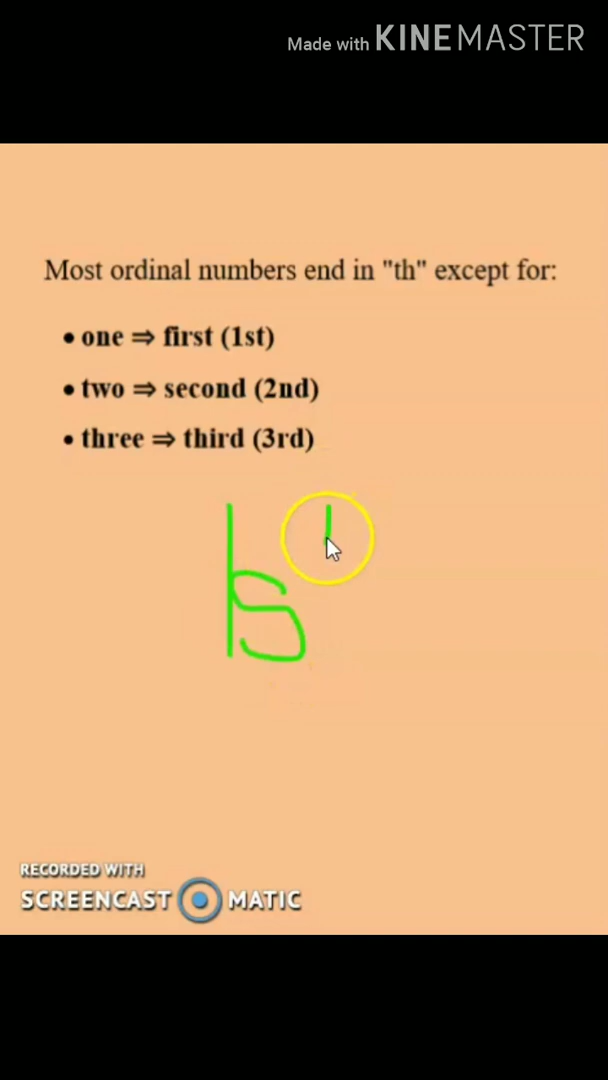 Made with KINEMASTER
Most ordinal numbers end in "th" except for:
• one ⇒ first (1st)
• two ⇒ second (2nd)
• three ⇒ third (3rd)
1s
RECORDED WITH
SCREENCAST MATIC